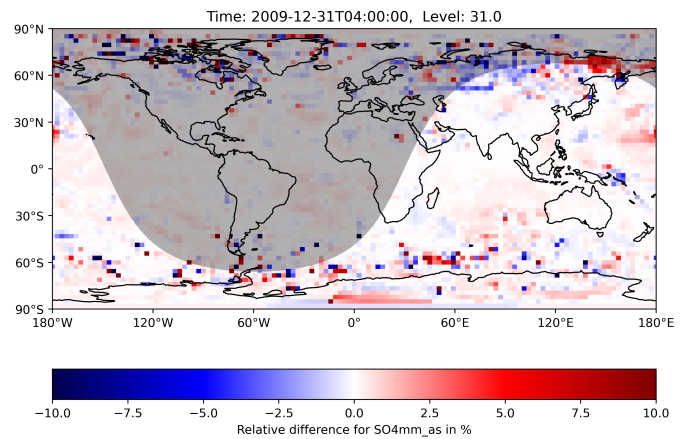 Time: 2009-12-31T04:00:00,  Level: 31.0
90°N
60°N
30°N
0°
30°S
60°S
90°S
180°W 120°W 60°W 0° 60°E 120°E 180°E
−10.0 −7.5 −5.0 −2.5 0.0 2.5 5.0 7.5 10.0
Relative difference for SO4mm_as in %